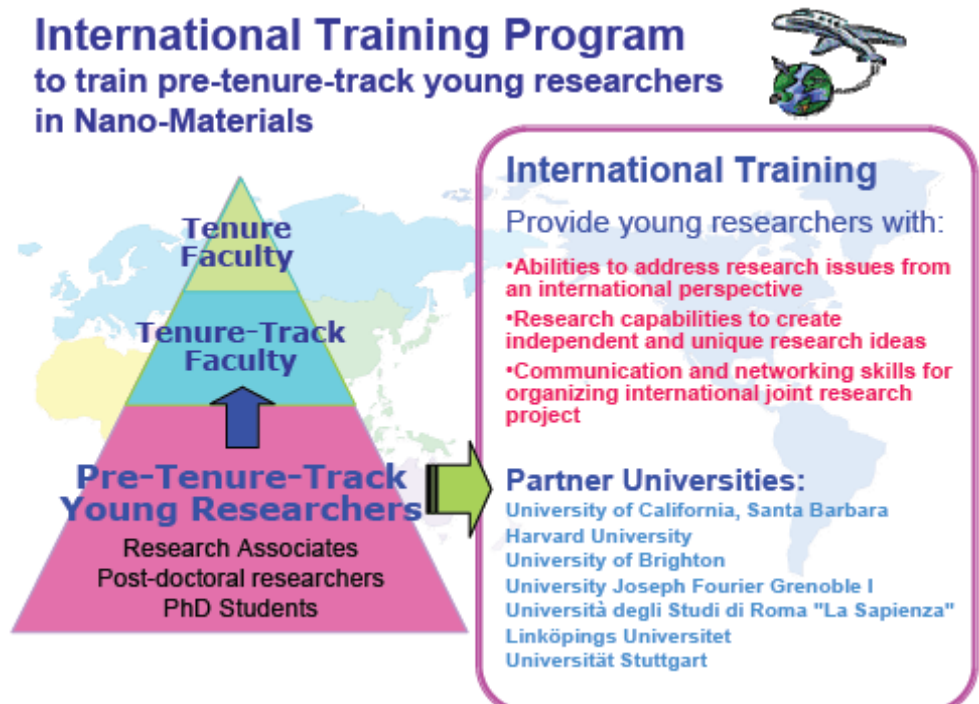 International Training Program
to train pre-tenure-track young researchers
in Nano-Materials
Tenure
Faculty
Tenure-Track
Faculty
Pre-Tenure-Track
Young Researchers
Research Associates
Post-doctoral researchers
PhD Students
International Training
Provide young researchers with:
•Abilities to address research issues from
an international perspective
•Research capabilities to create
independent and unique research ideas
•Communication and networking skills for
organizing international joint research
project
Partner Universities:
University of California, Santa Barbara
Harvard University
University of Brighton
University Joseph Fourier Grenoble I
Università degli Studi di Roma "La Sapienza"
Linköpings Universitet
Universität Stuttgart